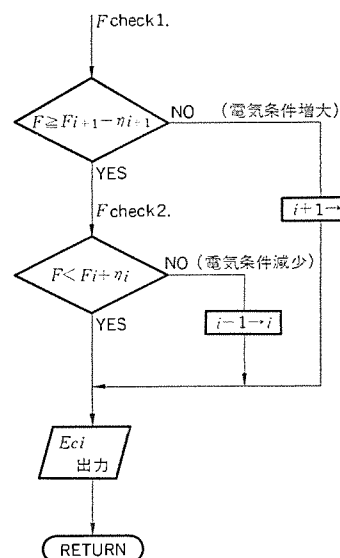 F check 1.
F ≧ Fi+1 − ηi+1
NO （電気条件増大）
YES
i+1→
F check 2.
F < Fi + ηi
NO （電気条件減少）
YES
i−1→i
Eci
出力
RETURN